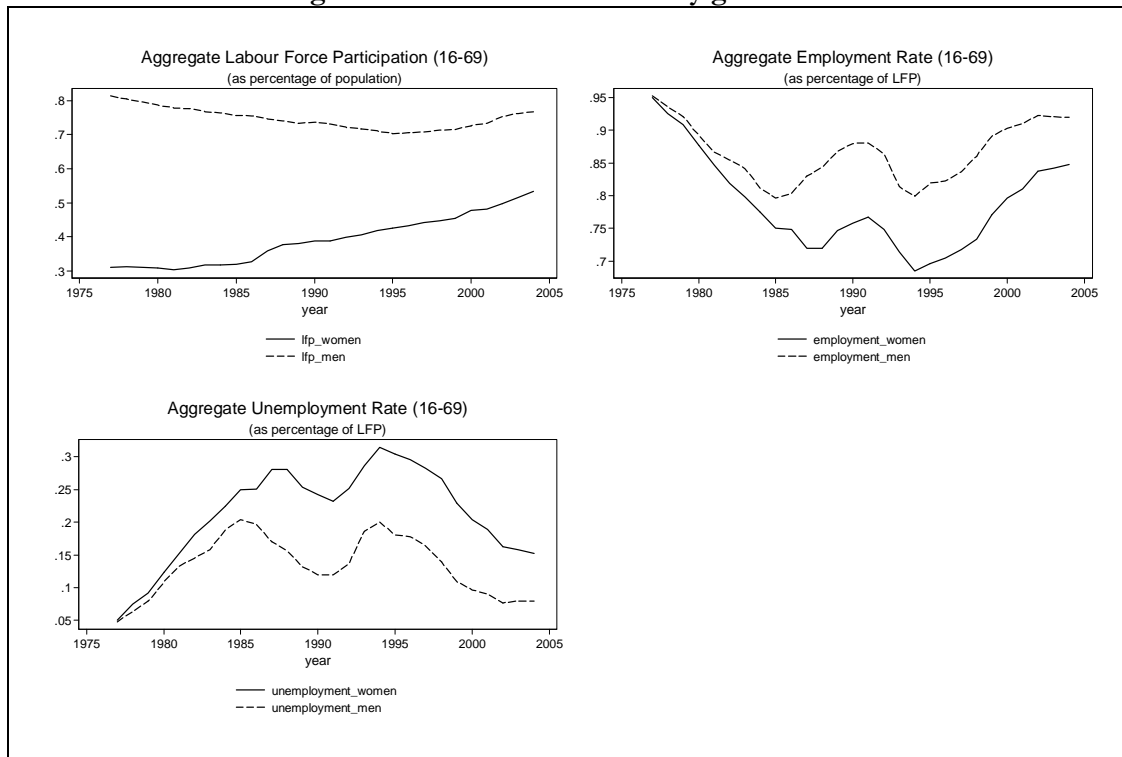 Aggregate Labour Force Participation (16-69)
(as percentage of population)
.8
.7
.6
.5
.4
.3
1975 1980 1985 1990 1995 2000 2005
year
lfp_women
lfp_men
Aggregate Employment Rate (16-69)
(as percentage of LFP)
.95
.9
.85
.8
.75
.7
1975 1980 1985 1990 1995 2000 2005
year
employment_women
employment_men
Aggregate Unemployment Rate (16-69)
(as percentage of LFP)
.3
.25
.2
.15
.1
.05
1975 1980 1985 1990 1995 2000 2005
year
unemployment_women
unemployment_men